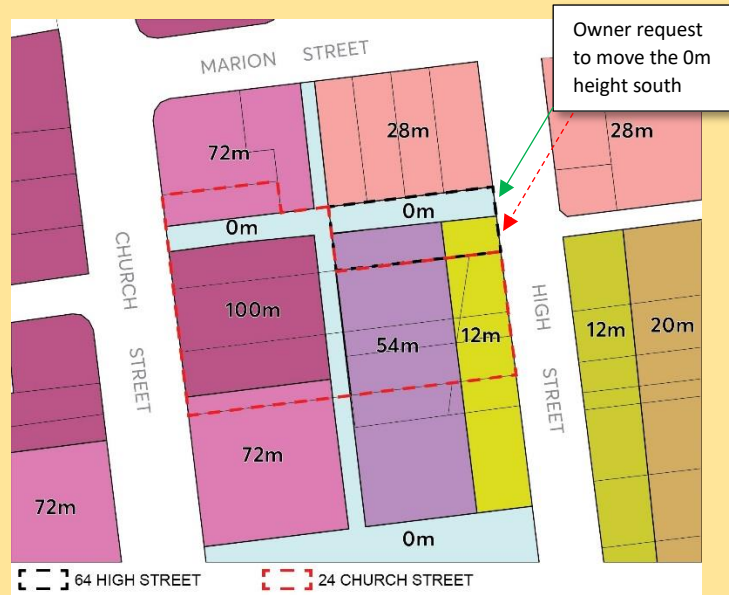 Owner request
to move the 0m
height south
MARION STREET
72m
28m
28m
0m
0m
CHURCH
STREET
100m
54m
12m
HIGH
STREET
12m
20m
72m
72m
0m
64 HIGH STREET
24 CHURCH STREET